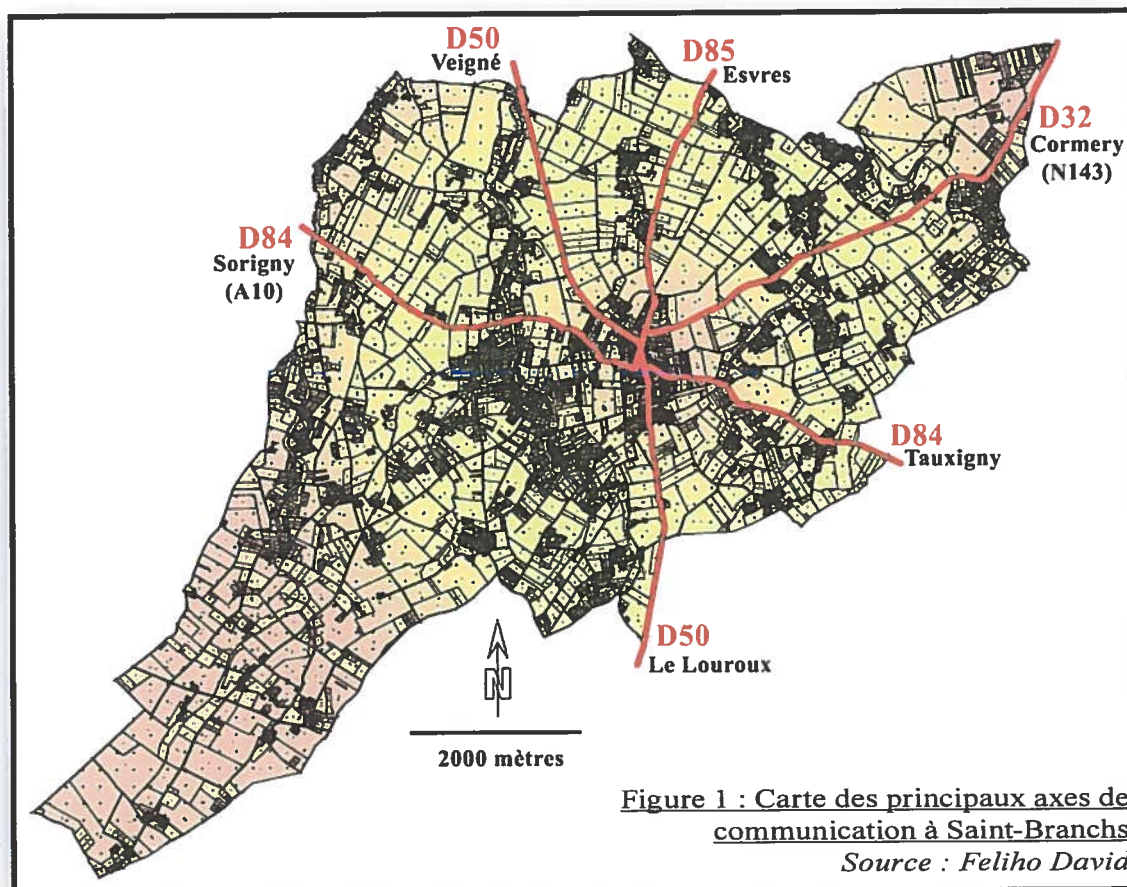 D50
Veigné
D85
Esvres
D32
Cormery
(N143)
D84
Sorigny
(A10)
D84
Tauxigny
D50
Le Louroux
N
2000 mètres
Figure 1 : Carte des principaux axes de
communication à Saint-Branchs
Source : Feliho David